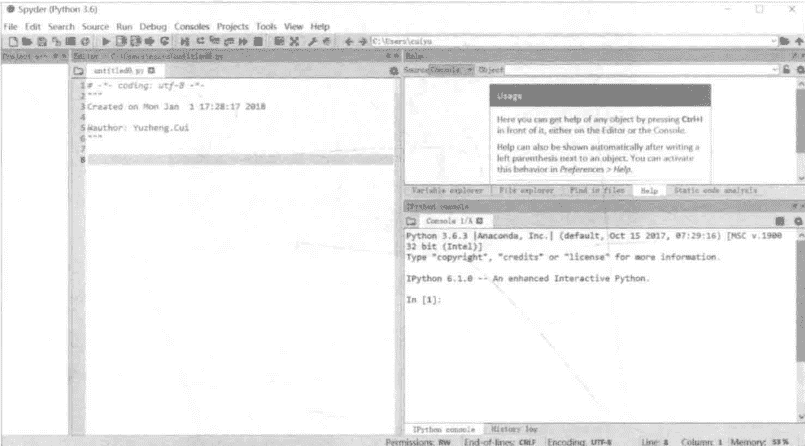 Spyder (Python 3.6)
File Edit Search Source Run Debug Consoles Projects Tools View Help
C:\Users\cuiyu
Editor - C:\Users\cuiyu\untitled0.py
Help
untitled0.py
Source Console Object
1 # -*- coding: utf-8 -*-
2 """
3 Created on Mon Jan 1 17:28:17 2018
4
5 @author: Yuzheng.Cui
6 """
7
8
Usage
Here you can get help of any object by pressing Ctrl+I
in front of it, either on the Editor or the Console.
Help can also be shown automatically after writing a
left parenthesis next to an object. You can activate
this behavior in Preferences > Help.
Variable explorer File explorer Find in files Help Static code analysis
IPython console
Console 1/A
Python 3.6.3 |Anaconda, Inc.| (default, Oct 15 2017, 07:29:16) [MSC v.1900
32 bit (Intel)]
Type "copyright", "credits" or "license" for more information.
IPython 6.1.0 -- An enhanced Interactive Python.
In [1]:
IPython console History log
Permissions: RW End-of-lines: CRLF Encoding: UTF-8 Line: 8 Column: 1 Memory: 53 %